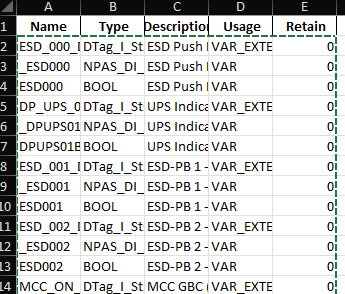 A B C D E
1 Name Type Description Usage Retain
2 ESD_000_D DTag_I_St ESD Push VAR_EXTE 0
3 _ESD000 NPAS_DI_ ESD Push VAR 0
4 ESD000 BOOL ESD Push VAR 0
5 DP_UPS_0 DTag_I_St UPS Indica VAR_EXTE 0
6 _DPUPS01 NPAS_DI_ UPS Indica VAR 0
7 DPUPS01B BOOL UPS Indica VAR 0
8 ESD_001_D DTag_I_St ESD-PB 1 - VAR_EXTE 0
9 _ESD001 NPAS_DI_ ESD-PB 1 - VAR 0
10 ESD001 BOOL ESD-PB 1 - VAR 0
11 ESD_002_D DTag_I_St ESD-PB 2 - VAR_EXTE 0
12 _ESD002 NPAS_DI_ ESD-PB 2 - VAR 0
13 ESD002 BOOL ESD-PB 2 - VAR 0
14 MCC_ON_ DTag_I_St MCC GBC VAR_EXTE 0